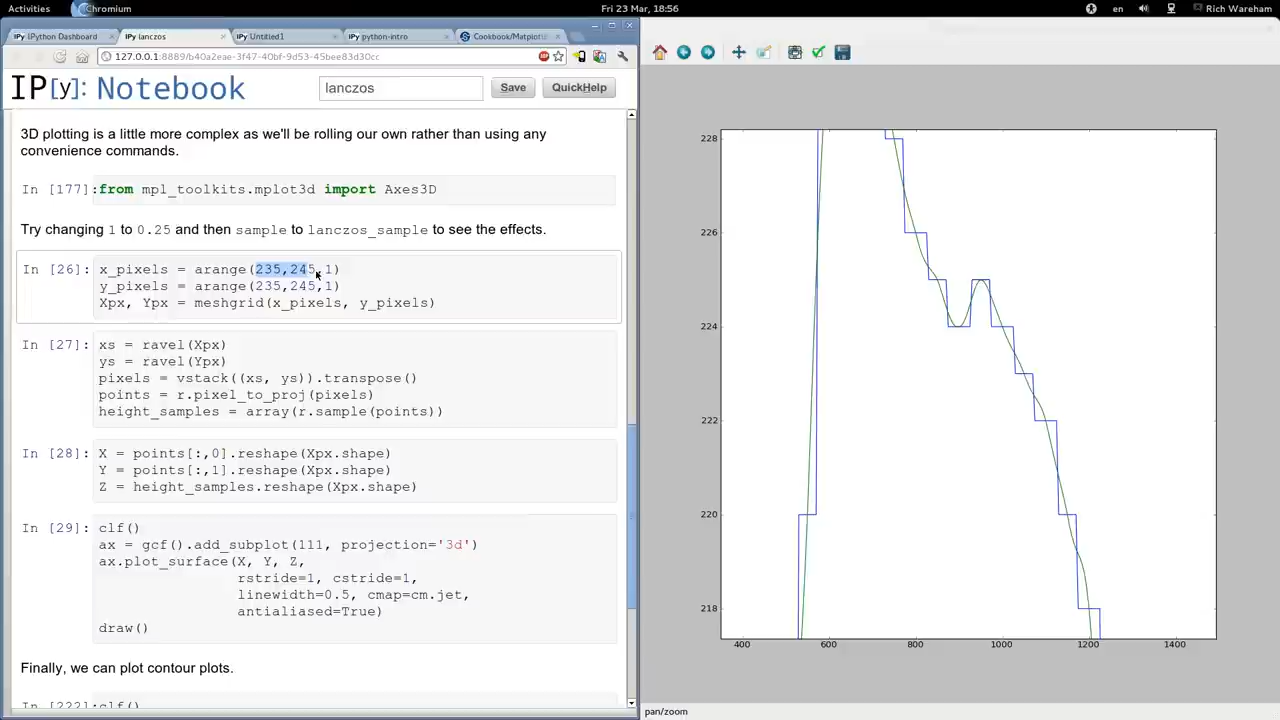 Activities Chromium Fri 23 Mar, 18:56 en Rich Wareham
IPy IPython Dashboard IPy lanczos IPy Untitled1 IPy python-intro Cookbook/Matplotli
127.0.0.1:8889/b40a2eae-3f47-40bf-9d53-45bee83d30cc
IP[y]: Notebook lanczos Save QuickHelp
3D plotting is a little more complex as we'll be rolling our own rather than using any
convenience commands.
In [177]: from mpl_toolkits.mplot3d import Axes3D
Try changing 1 to 0.25 and then sample to lanczos_sample to see the effects.
In [26]: x_pixels = arange(235,245,1)
y_pixels = arange(235,245,1)
Xpx, Ypx = meshgrid(x_pixels, y_pixels)
In [27]: xs = ravel(Xpx)
ys = ravel(Ypx)
pixels = vstack((xs, ys)).transpose()
points = r.pixel_to_proj(pixels)
height_samples = array(r.sample(points))
In [28]: X = points[:,0].reshape(Xpx.shape)
Y = points[:,1].reshape(Xpx.shape)
Z = height_samples.reshape(Xpx.shape)
In [29]: clf()
ax = gcf().add_subplot(111, projection='3d')
ax.plot_surface(X, Y, Z,
rstride=1, cstride=1,
linewidth=0.5, cmap=cm.jet,
antialiased=True)
draw()
Finally, we can plot contour plots.
In [222]: clf()
228
226
224
222
220
218
400 600 800 1000 1200 1400
pan/zoom